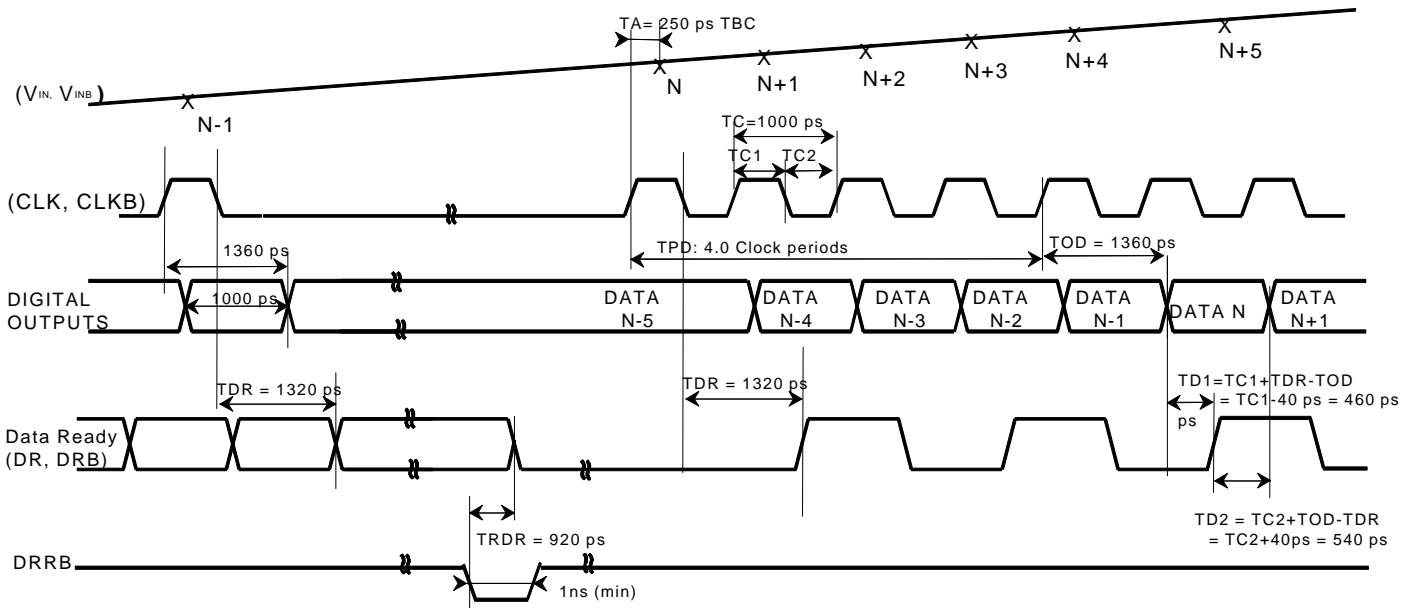 TA= 250 ps TBC
N+5
N+4
N+3
N+2
N+1
N
(VIN, VINB)
N-1
TC=1000 ps
TC1 TC2
(CLK, CLKB)
1360 ps
TPD: 4.0 Clock periods
TOD = 1360 ps
1000 ps
DIGITAL
OUTPUTS
DATA
N-5
DATA
N-4
DATA
N-3
DATA
N-2
DATA
N-1
DATA N
DATA
N+1
TDR = 1320 ps
TDR = 1320 ps
TD1=TC1+TDR-TOD
= TC1-40 ps = 460 ps
ps
Data Ready
(DR, DRB)
TRDR = 920 ps
TD2 = TC2+TOD-TDR
= TC2+40ps = 540 ps
DRRB
1ns (min)